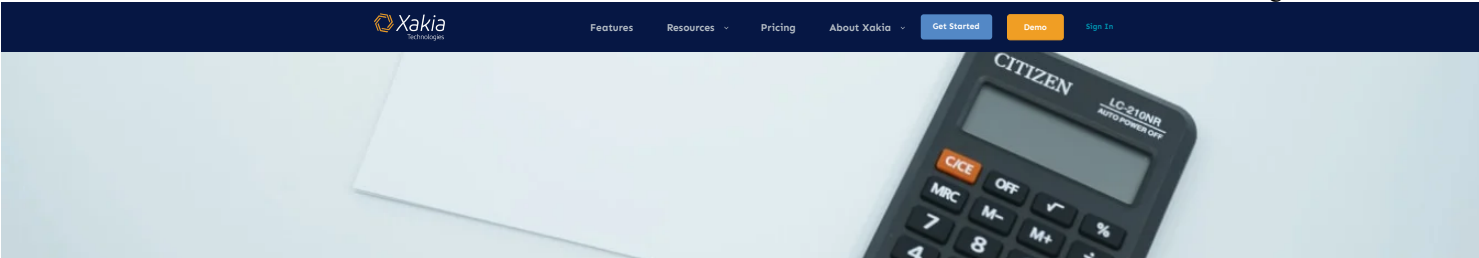 Xakia
Technologies
Features
Resources
Pricing
About Xakia
Get Started
Demo
Sign In
CITIZEN
LC-210NR
AUTO POWER OFF
C/CE
OFF
√
%
MRC
M-
M+
÷
7
8
4